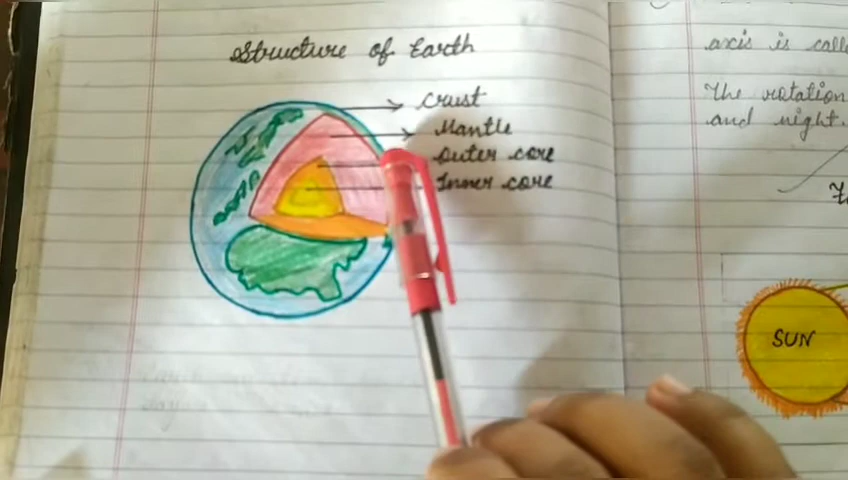 Structure of Earth
Crust
Mantle
Outer core
Inner core
axis is
The rotation
and night.
SUN